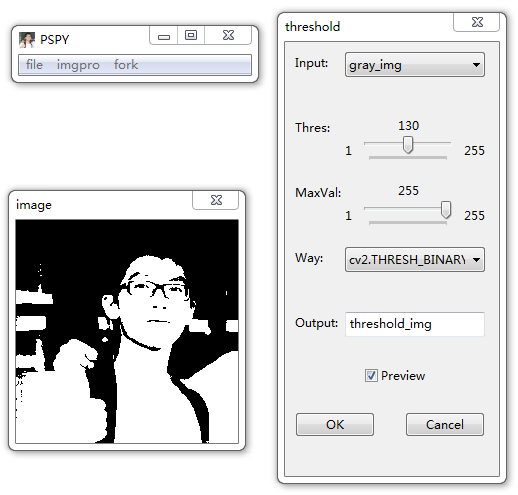 PSPY
file imgpro fork
image
threshold
Input: gray_img
Thres: 130
1 255
MaxVal: 255
1 255
Way: cv2.THRESH_BINARY
Output: threshold_img
Preview
OK Cancel